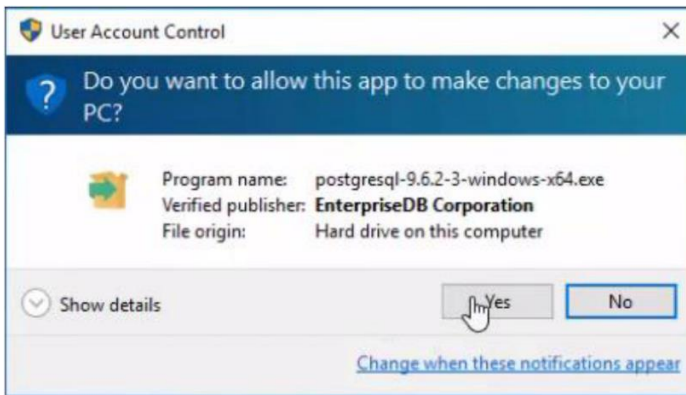 User Account Control
Do you want to allow this app to make changes to your
PC?
Program name: postgresql-9.6.2-3-windows-x64.exe
Verified publisher: EnterpriseDB Corporation
File origin: Hard drive on this computer
Show details
Yes
No
Change when these notifications appear